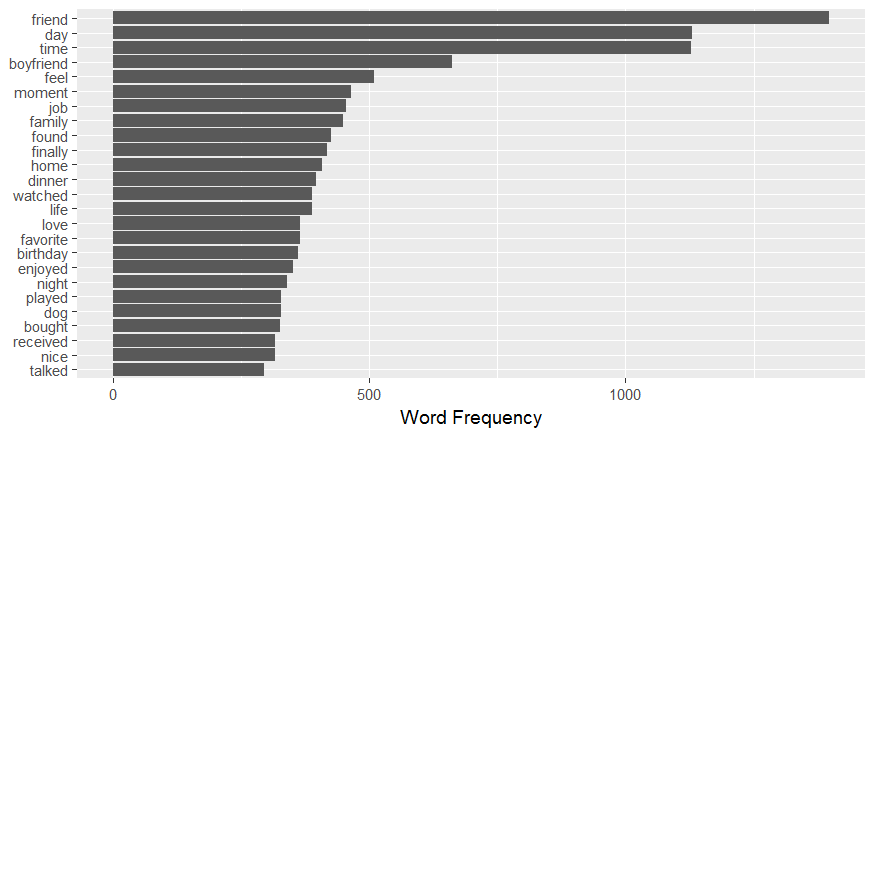 friend
day
time
boyfriend
feel
moment
job
family
found
finally
home
dinner
watched
life
love
favorite
birthday
enjoyed
night
played
dog
bought
received
nice
talked
0 500 1000
Word Frequency